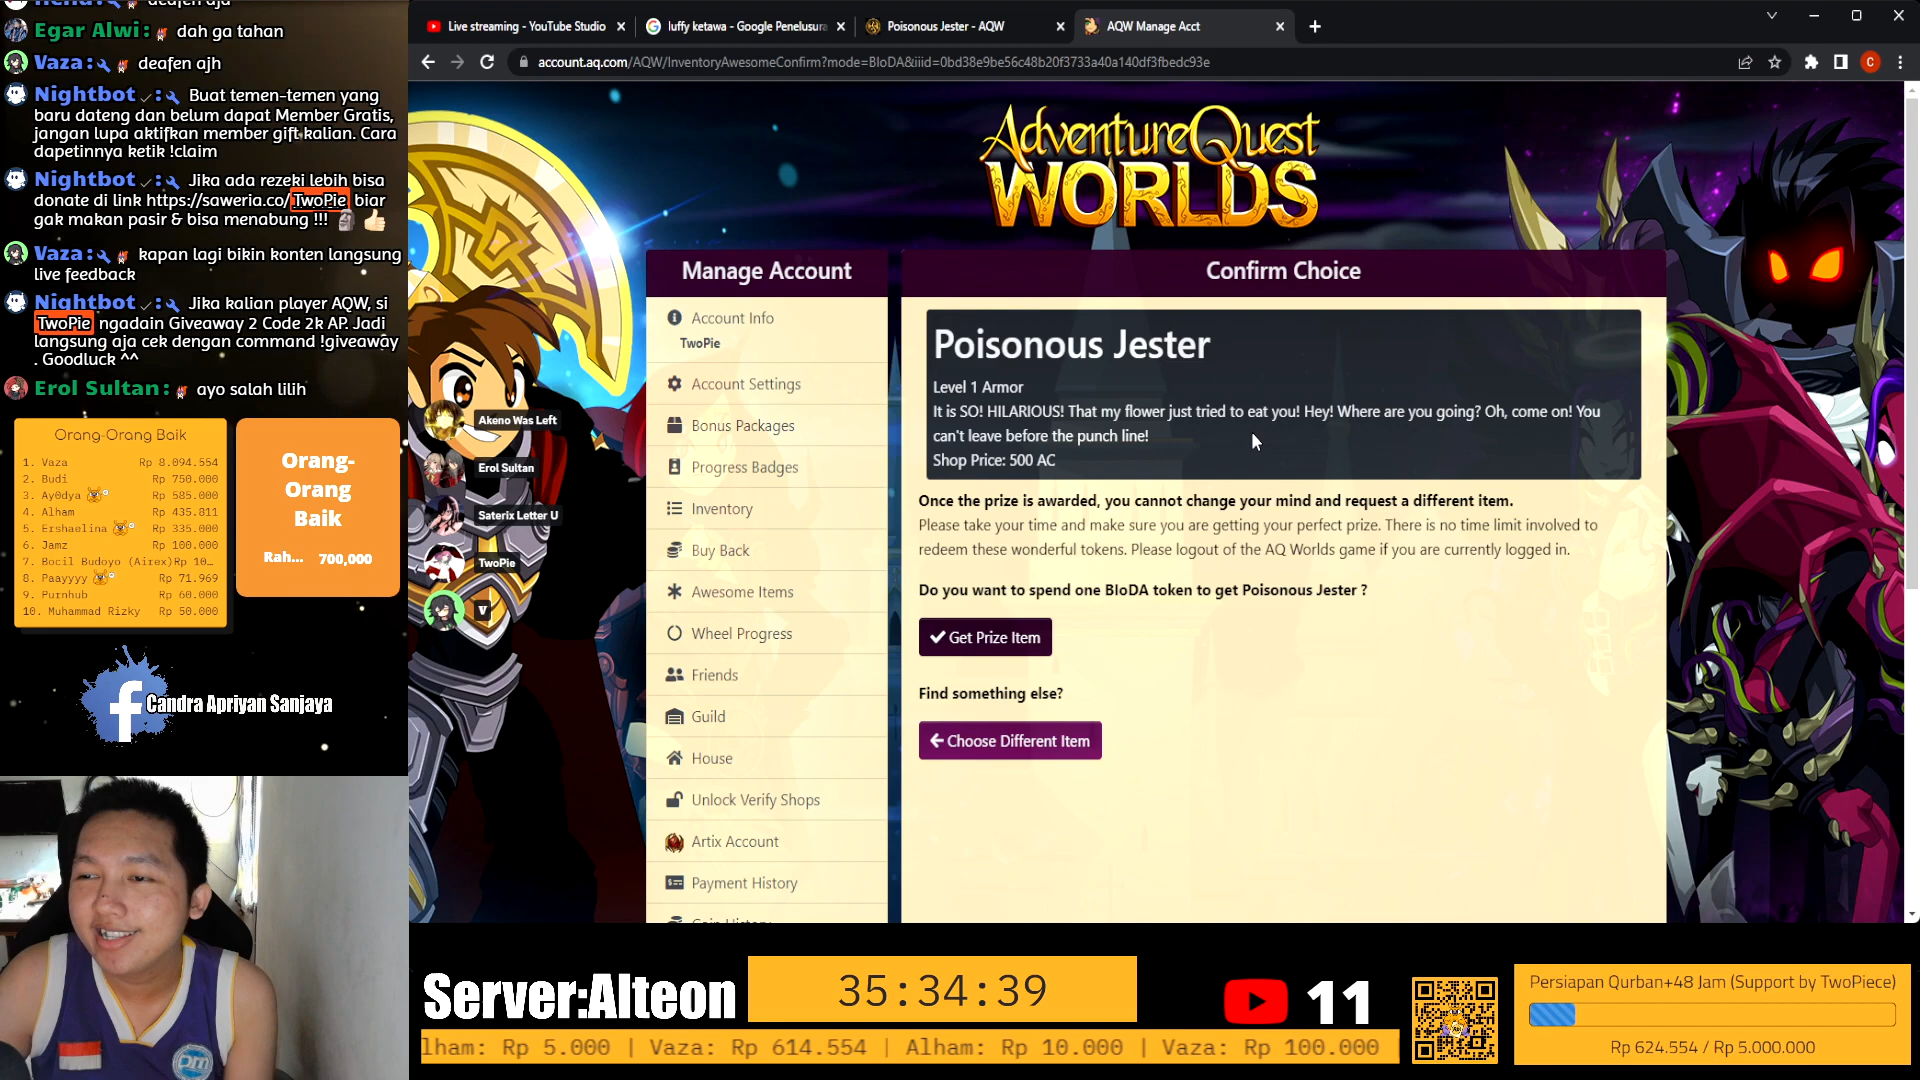 Egar Alwi: dah ga tahan
Vaza: deafen ajh
Nightbot : Buat temen-temen yang
baru dateng dan belum dapat Member Gratis,
jangan lupa aktifkan member gift kalian. Cara
dapetinnya ketik !claim
Nightbot : Jika ada rezeki lebih bisa
donate di link https://saweria.co/TwoPie biar
gak makan pasir & bisa menabung !!!
Vaza: kapan lagi bikin konten langsung
live feedback
Nightbot : Jika kalian player AQW, si
TwoPie ngadain Giveaway 2 Code 2k AP. Jadi
langsung aja cek dengan command !giveaway
. Goodluck ^^
Erol Sultan: ayo salah lilih
Orang-Orang Baik
1. Vaza Rp 8.094.554
2. Budi Rp 750.000
3. Ay0dya Rp 585.000
4. Alham Rp 435.811
5. Ershaelina Rp 335.000
6. Jamz Rp 100.000
7. Bocil Budoyo (Airex)Rp 10...
8. Paayyyy Rp 71.969
9. Purnhub Rp 60.000
10. Muhammad Rizky Rp 50.000
Orang-
Orang
Baik
Rah... 700,000
f Candra Apriyan Sanjaya
Live streaming - YouTube Studio
luffy ketawa - Google Penelusura
Poisonous Jester - AQW
AQW Manage Acct
account.aq.com/AQW/InventoryAwesomeConfirm?mode=BIoDA&iiid=0bd38e9be56c48b20f3733a40a140df3fbedc93e
C
AdventureQuest
WORLDS
Manage Account
Account Info
TwoPie
Account Settings
Bonus Packages
Progress Badges
Inventory
Buy Back
Awesome Items
Wheel Progress
Friends
Guild
House
Unlock Verify Shops
Artix Account
Payment History
Akeno Was Left
Erol Sultan
Saterix Letter U
TwoPie
V
Confirm Choice
Poisonous Jester
Level 1 Armor
It is SO! HILARIOUS! That my flower just tried to eat you! Hey! Where are you going? Oh, come on! You
can't leave before the punch line!
Shop Price: 500 AC
Once the prize is awarded, you cannot change your mind and request a different item.
Please take your time and make sure you are getting your perfect prize. There is no time limit involved to
redeem these wonderful tokens. Please logout of the AQ Worlds game if you are currently logged in.
Do you want to spend one BIoDA token to get Poisonous Jester ?
Get Prize Item
Find something else?
Choose Different Item
Server:Alteon
35:34:39
11
lham: Rp 5.000 | Vaza: Rp 614.554 | Alham: Rp 10.000 | Vaza: Rp 100.000
Persiapan Qurban+48 Jam (Support by TwoPiece)
Rp 624.554 / Rp 5.000.000